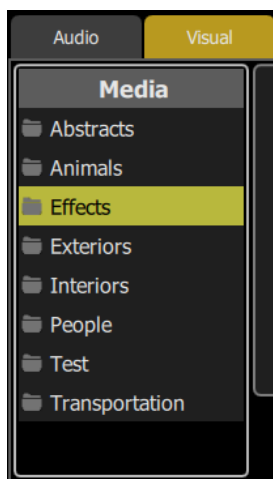 Audio
Visual
Media
Abstracts
Animals
Effects
Exteriors
Interiors
People
Test
Transportation